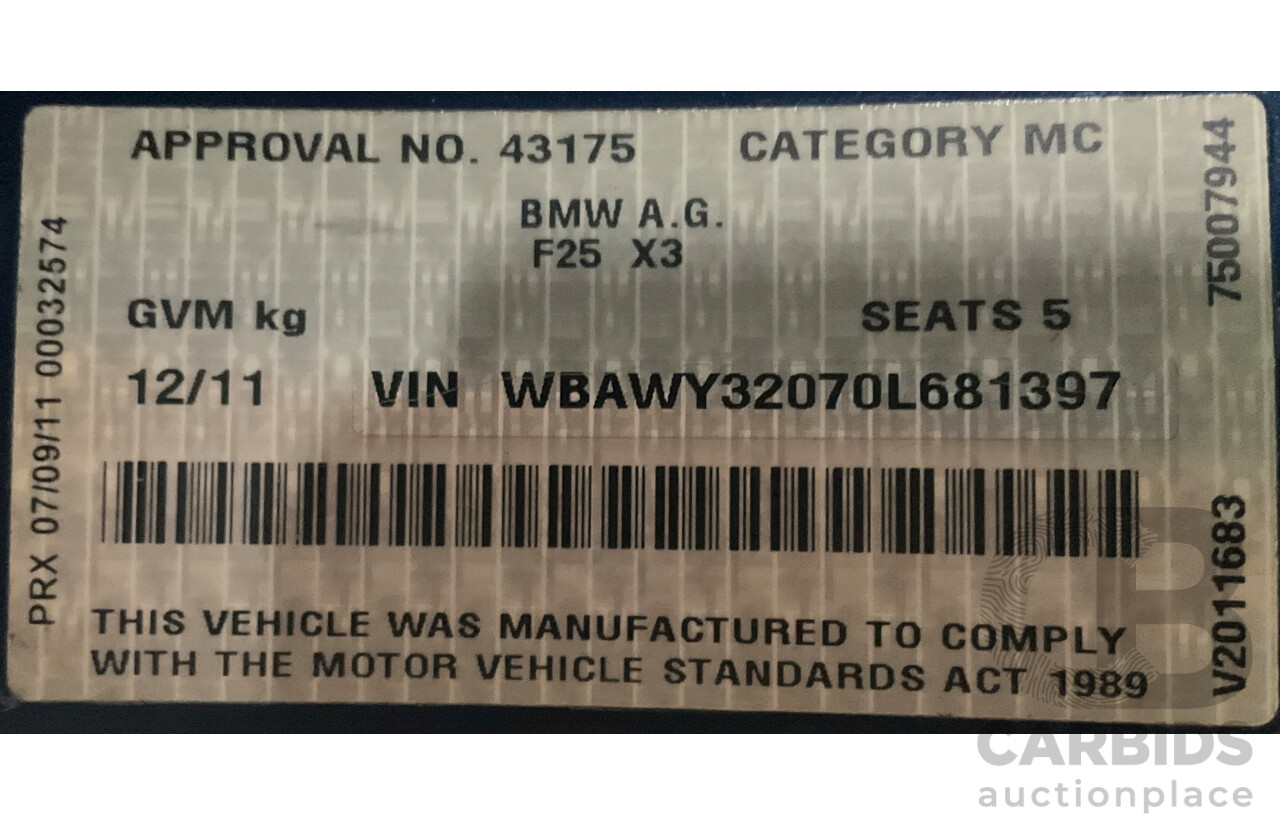 APPROVAL NO. 43175 CATEGORY MC
BMW A.G.
F25 X3
GVM kg SEATS 5
12/11 VIN WBAWY32070L681397
THIS VEHICLE WAS MANUFACTURED TO COMPLY
WITH THE MOTOR VEHICLE STANDARDS ACT 1989
PRX 07/09/11 00032574
75007944
V2011683
CARBIDS
auctionplace